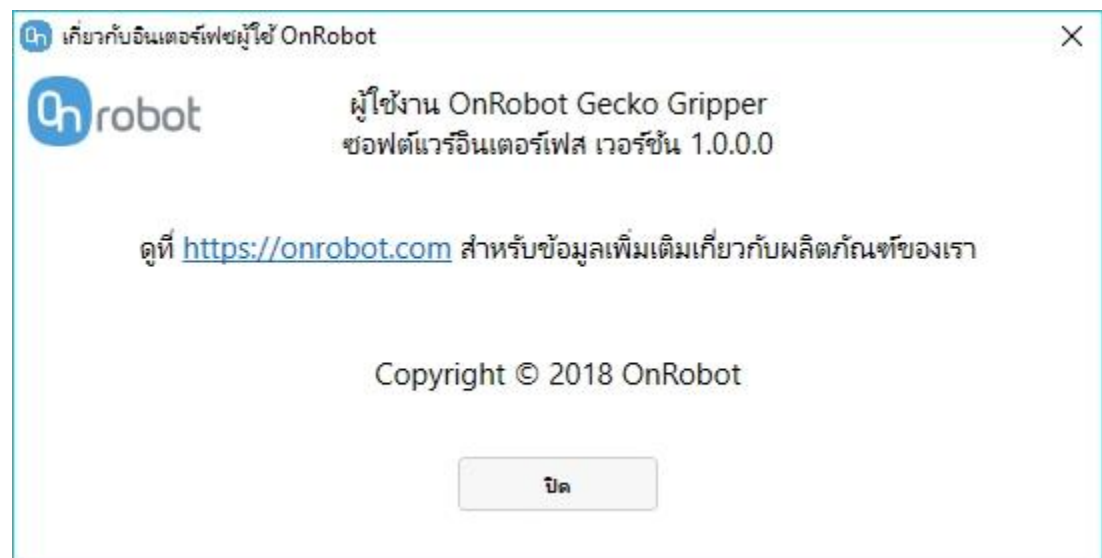 On เกี่ยวกับอินเตอร์เฟซผู้ใช้ OnRobot
On robot
ผู้ใช้งาน OnRobot Gecko Gripper
ซอฟต์แวร์อินเตอร์เฟส เวอร์ชัน 1.0.0.0
ดูที่ https://onrobot.com สำหรับข้อมูลเพิ่มเติมเกี่ยวกับผลิตภัณฑ์ของเรา
Copyright © 2018 OnRobot
ปิด